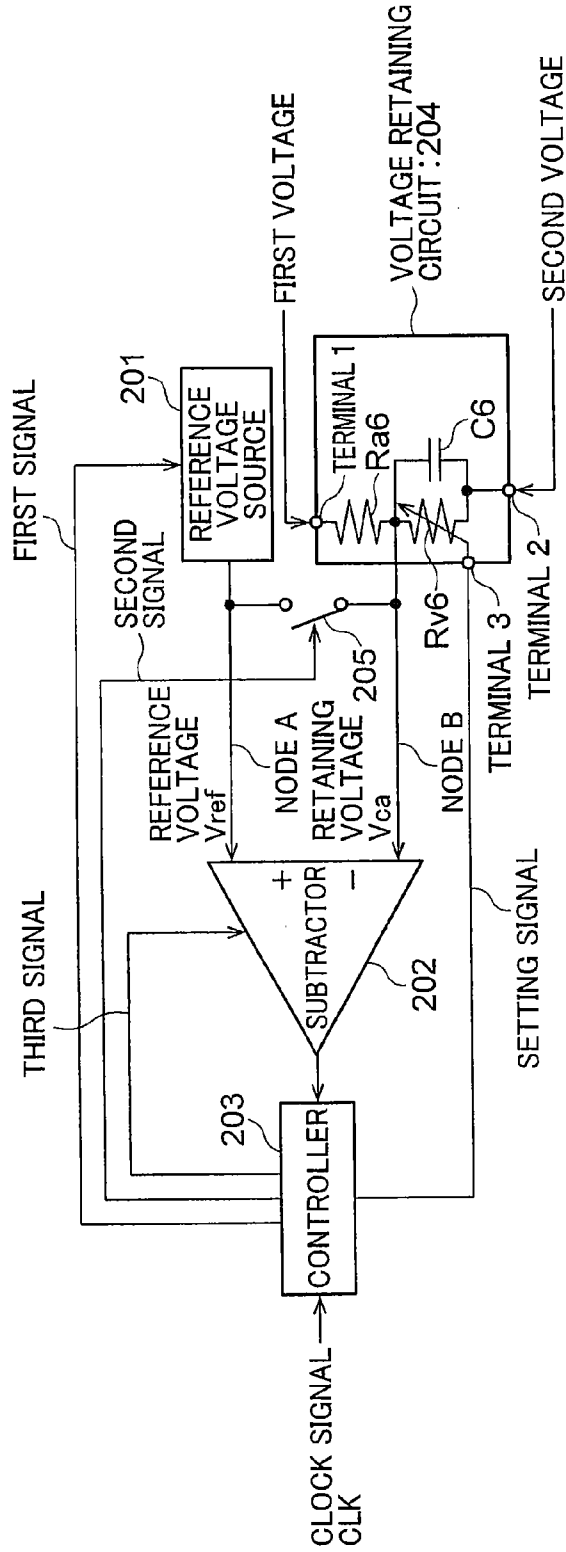 FIRST SIGNAL
SECOND
SIGNAL
THIRD SIGNAL
201
REFERENCE
VOLTAGE
SOURCE
FIRST VOLTAGE
VOLTAGE RETAINING
CIRCUIT :204
REFERENCE
VOLTAGE
Vref
NODE A
205
RETAINING
VOLTAGE
Vca
NODE B
TERMINAL 1
Ra6
C6
Rv6
TERMINAL 3
TERMINAL 2
SECOND VOLTAGE
+
−
SUBTRACTOR
202
203
CONTROLLER
CLOCK SIGNAL
CLK
SETTING SIGNAL